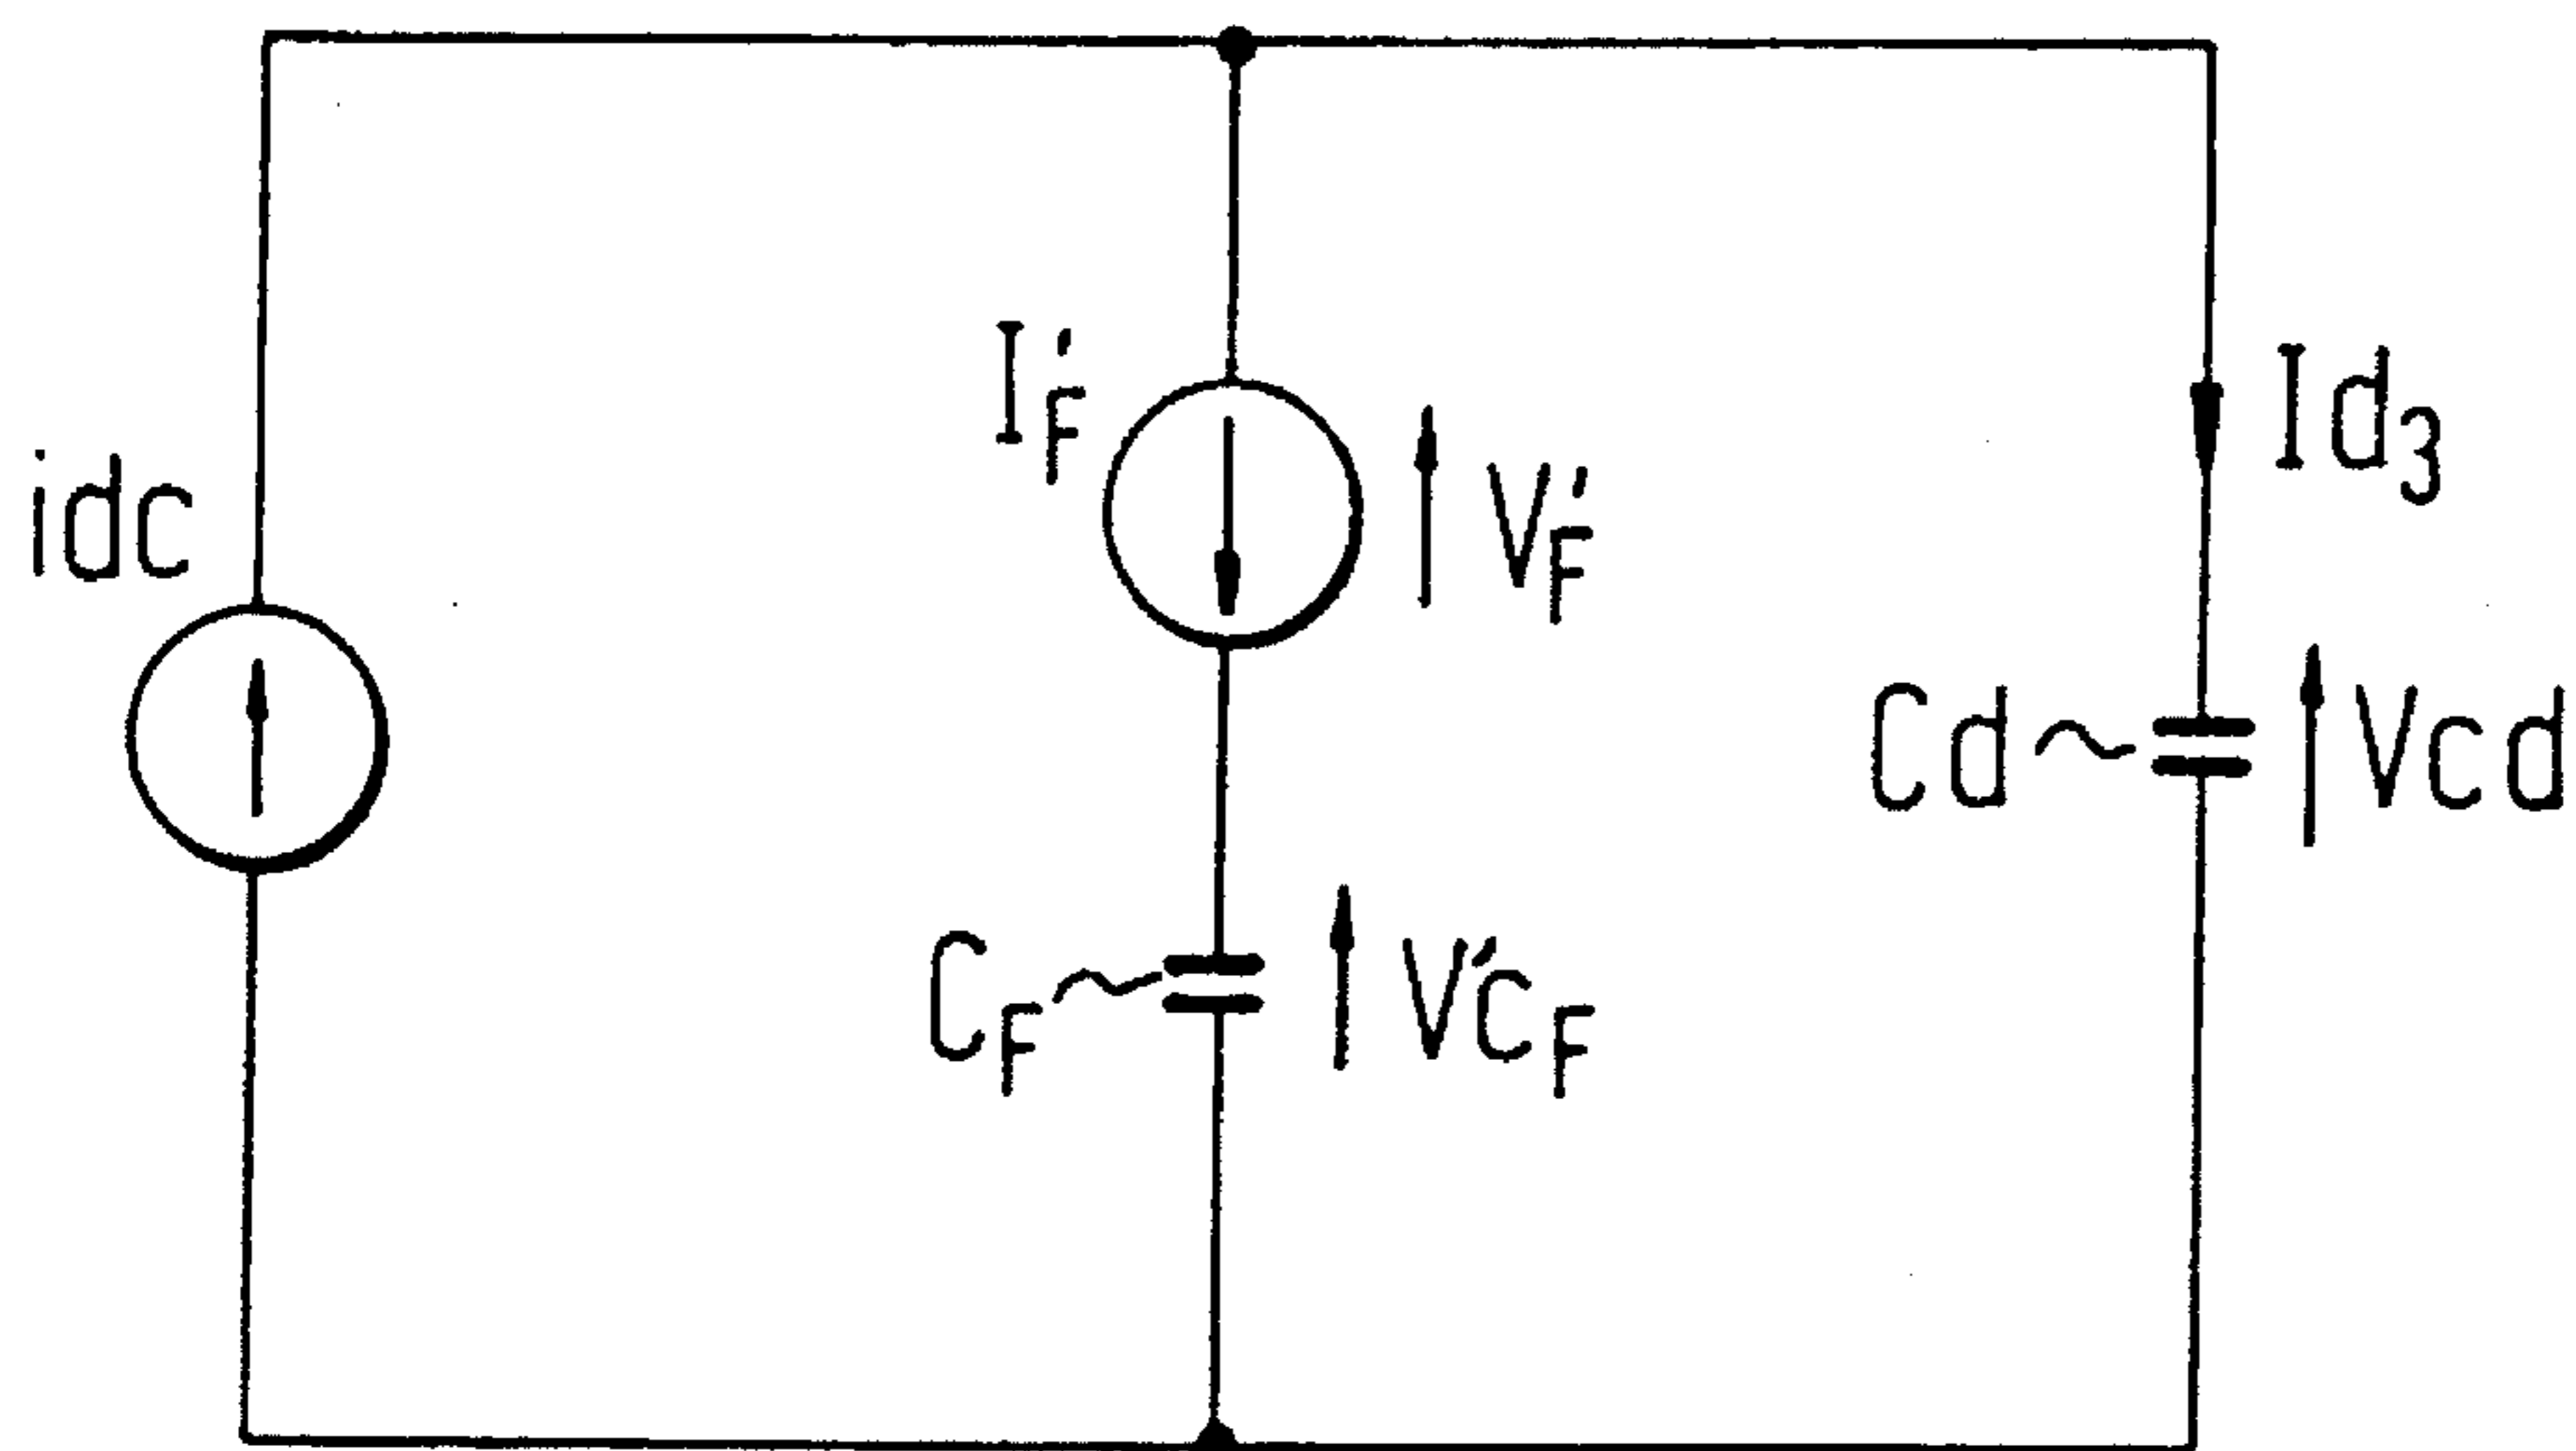 idc
I'F
V'F
Id3
Cd
Vcd
CF
V'CF